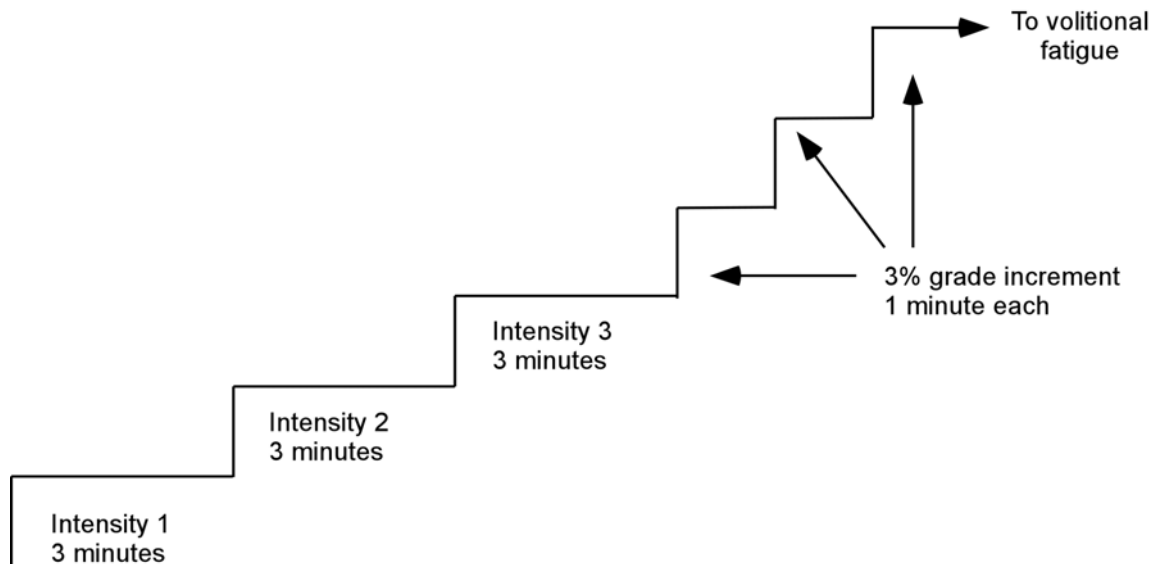 To volitional
fatigue
3% grade increment
1 minute each
Intensity 3
3 minutes
Intensity 2
3 minutes
Intensity 1
3 minutes